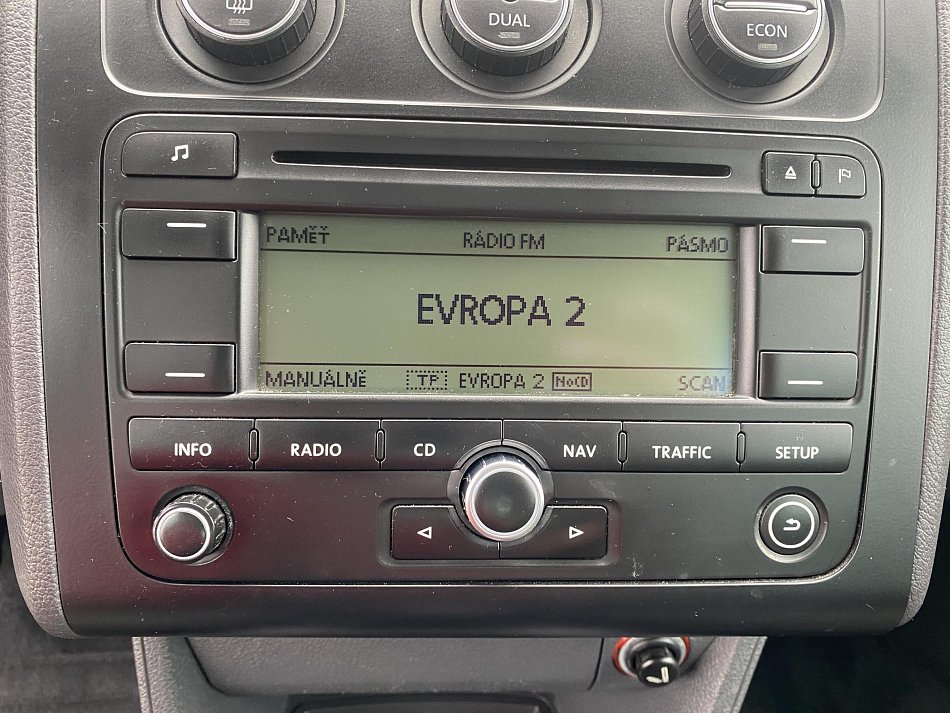 DUAL
ECON
PAMĚŤ RÁDIO FM PÁSMO
EVROPA 2
MANUÁLNĚ TP EVROPA 2 NoCD SCAN
INFO RADIO CD NAV TRAFFIC SETUP